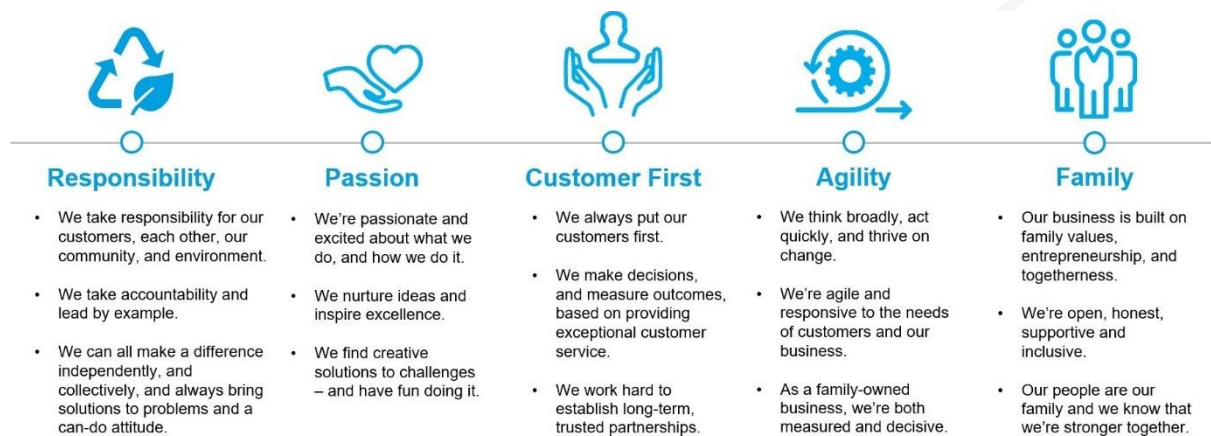 Responsibility
• We take responsibility for our
customers, each other, our
community, and environment.
• We take accountability and
lead by example.
• We can all make a difference
independently, and
collectively, and always bring
solutions to problems and a
can-do attitude.
Passion
• We're passionate and
excited about what we
do, and how we do it.
• We nurture ideas and
inspire excellence.
• We find creative
solutions to challenges
– and have fun doing it.
Customer First
• We always put our
customers first.
• We make decisions,
and measure outcomes,
based on providing
exceptional customer
service.
• We work hard to
establish long-term,
trusted partnerships.
Agility
• We think broadly, act
quickly, and thrive on
change.
• We're agile and
responsive to the needs
of customers and our
business.
• As a family-owned
business, we're both
measured and decisive.
Family
• Our business is built on
family values,
entrepreneurship, and
togetherness.
• We're open, honest,
supportive and
inclusive.
• Our people are our
family and we know that
we're stronger together.